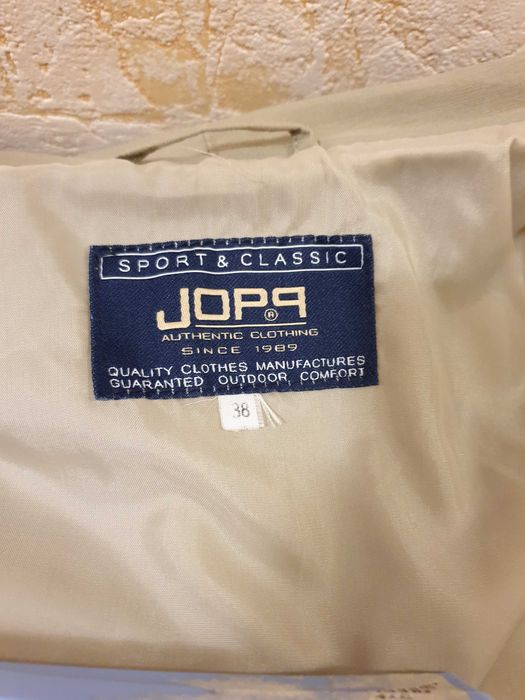 SPORT & CLASSIC
JOPP®
AUTHENTIC CLOTHING
SINCE 1989
QUALITY CLOTHES MANUFACTURES
GUARANTED OUTDOOR, COMFORT
38